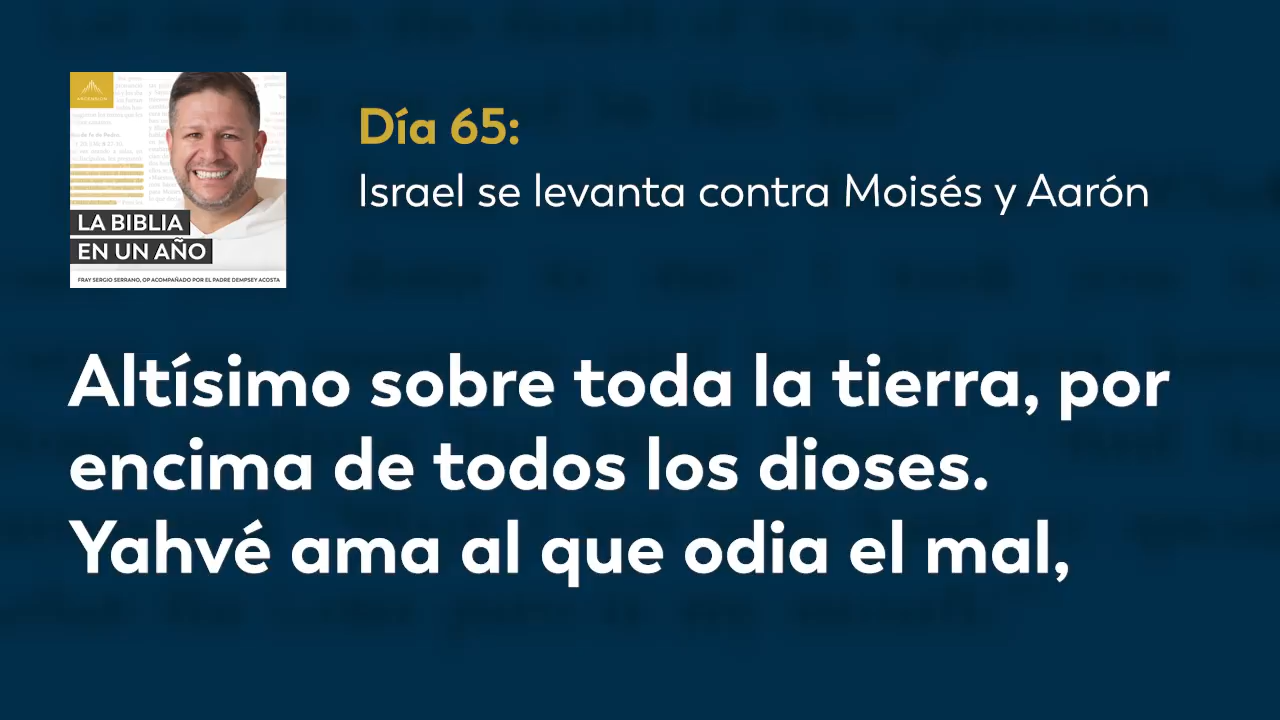 ASCENSION
LA BIBLIA
EN UN AÑO
FRAY SERGIO SERRANO, OP ACOMPAÑADO POR EL PADRE DEMPSEY ACOSTA
Día 65:
Israel se levanta contra Moisés y Aarón
Altísimo sobre toda la tierra, por
encima de todos los dioses.
Yahvé ama al que odia el mal,